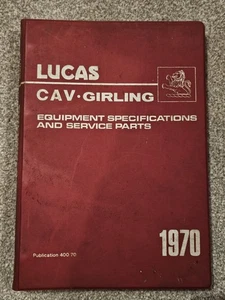 LUCAS
CAV·GIRLING
EQUIPMENT SPECIFICATIONS
AND SERVICE PARTS
1970
Publication 400 70